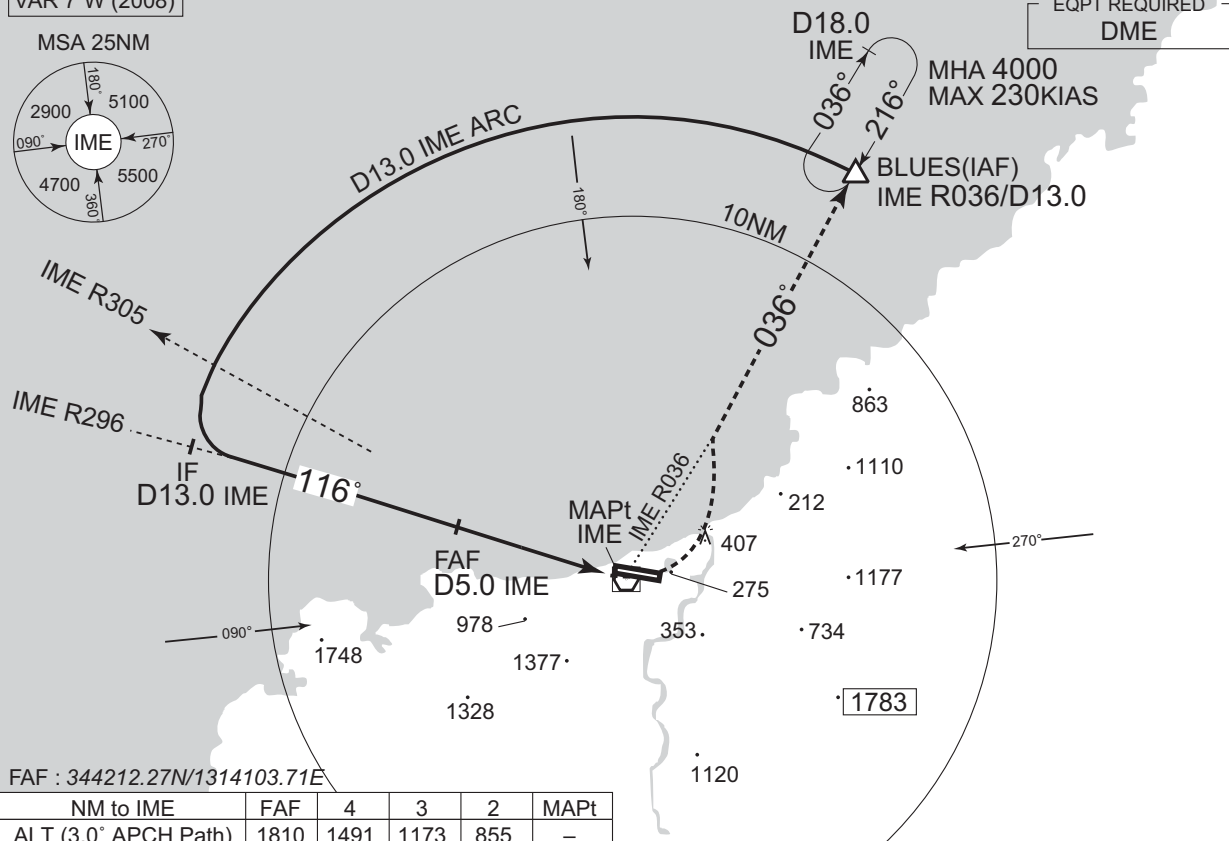 VAR 7°W (2008)
MSA 25NM
180°
2900
5100
090°
IME
270°
4700
5500
360°
EQPT REQUIRED
DME
D18.0
IME
036°
216°
MHA 4000
MAX 230KIAS
D13.0 IME ARC
BLUES(IAF)
IME R036/D13.0
180°
10NM
IME R305
036°
IME R296
IF
D13.0 IME
116°
863
1110
212
MAPt
IME
IME R036
407
270°
FAF
D5.0 IME
275
1177
090°
978
353
734
1748
1377
1783
1328
1120
FAF : 344212.27N/1314103.71E
NM to IME FAF 4 3 2 MAPt
ALT (3.0° APCH Path) 1810 1491 1173 855 –